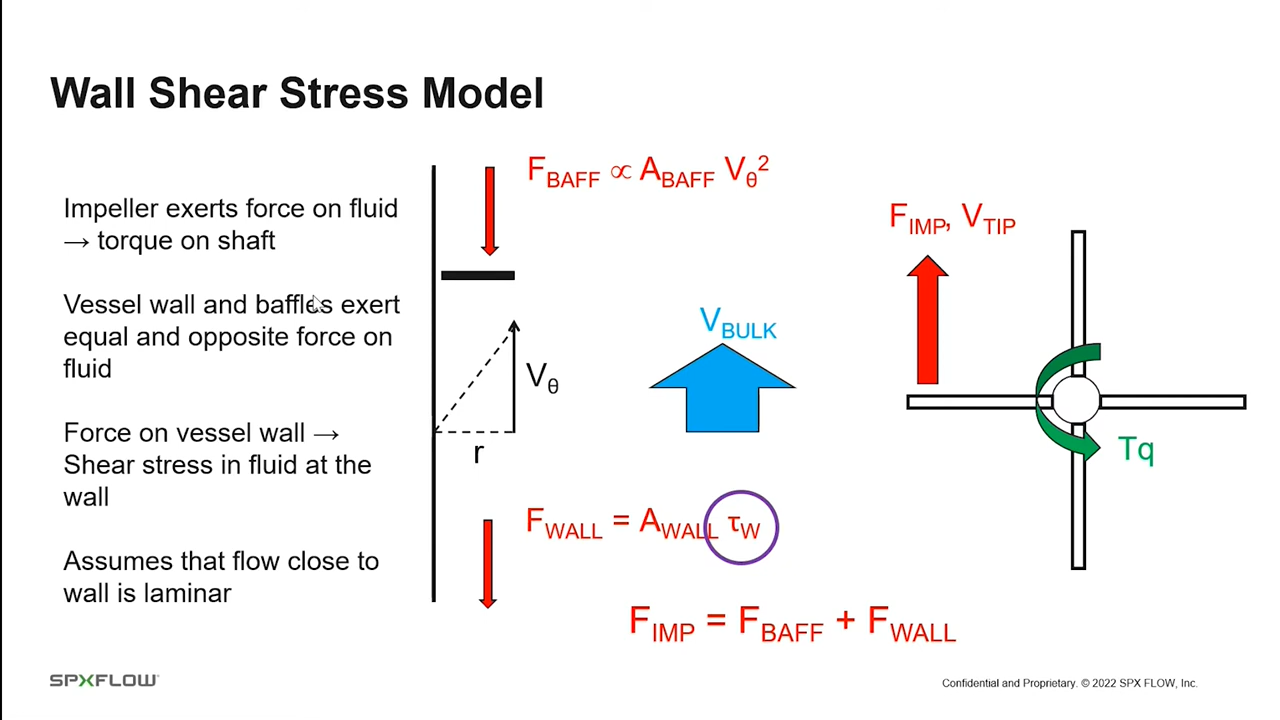 Wall Shear Stress Model
Impeller exerts force on fluid
→ torque on shaft
Vessel wall and baffles exert
equal and opposite force on
fluid
Force on vessel wall →
Shear stress in fluid at the
wall
Assumes that flow close to
wall is laminar
F_BAFF ∝ A_BAFF V_θ²
V_θ
r
F_WALL = A_WALL τ_W
V_BULK
F_IMP, V_TIP
Tq
F_IMP = F_BAFF + F_WALL
SPXFLOW
Confidential and Proprietary. © 2022 SPX FLOW, Inc.